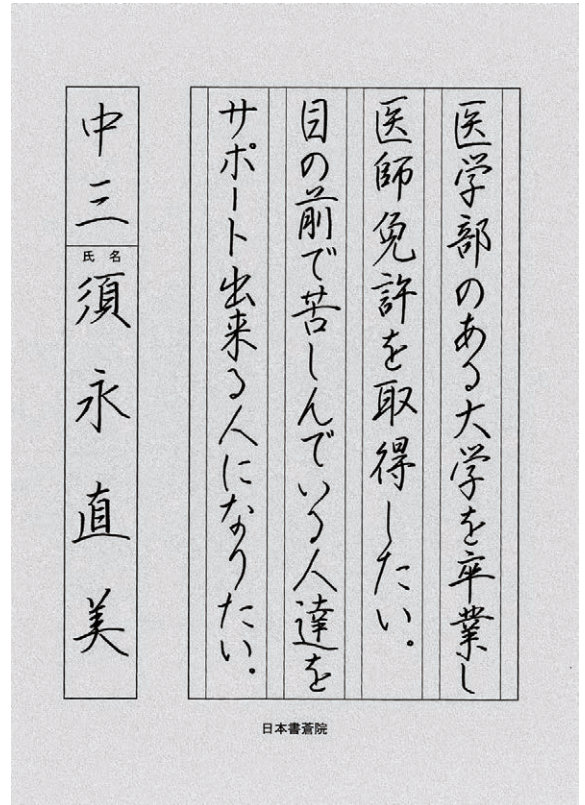 医学部のある大学を卒業し
医師免許を取得したい。
目の前で苦しんでいる人達を
サポート出来る人になりたい。
中三
氏名
須永直美
日本書蒼院